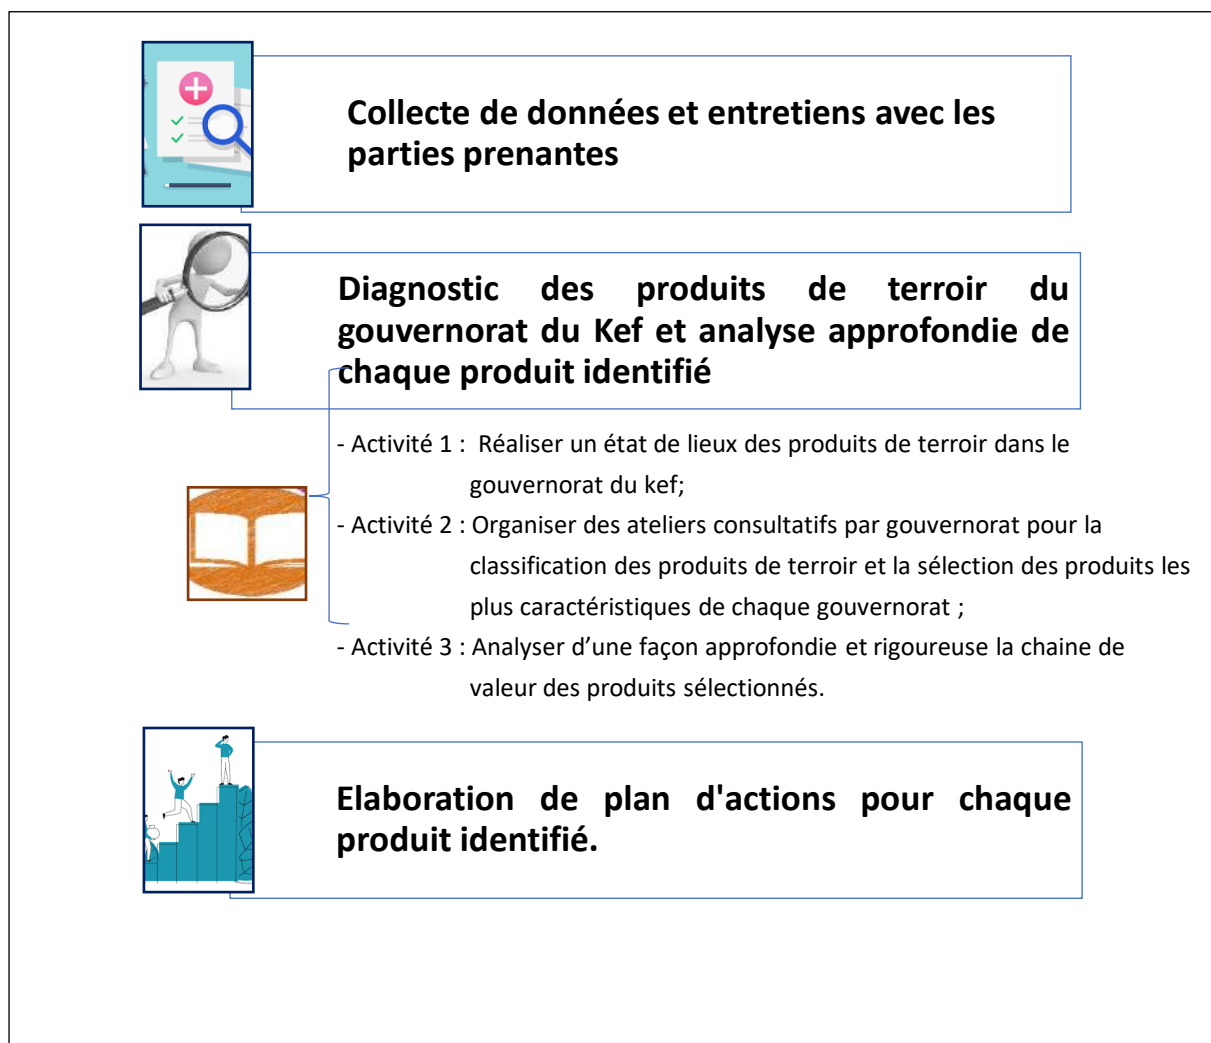 Collecte de données et entretiens avec les
parties prenantes
Diagnostic des produits de terroir du
gouvernorat du Kef et analyse approfondie de
chaque produit identifié
- Activité 1 : Réaliser un état de lieux des produits de terroir dans le
gouvernorat du kef;
- Activité 2 : Organiser des ateliers consultatifs par gouvernorat pour la
classification des produits de terroir et la sélection des produits les
plus caractéristiques de chaque gouvernorat ;
- Activité 3 : Analyser d’une façon approfondie et rigoureuse la chaine de
valeur des produits sélectionnés.
Elaboration de plan d'actions pour chaque
produit identifié.